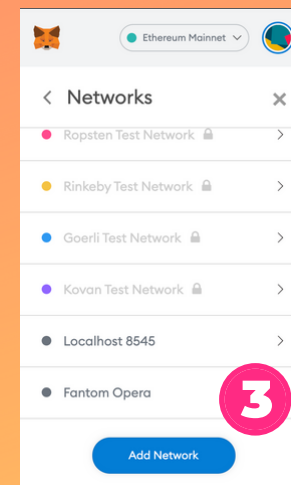 Ethereum Mainnet
Networks
Ropsten Test Network
Rinkeby Test Network
Goerli Test Network
Kovan Test Network
Localhost 8545
Fantom Opera
3
Add Network